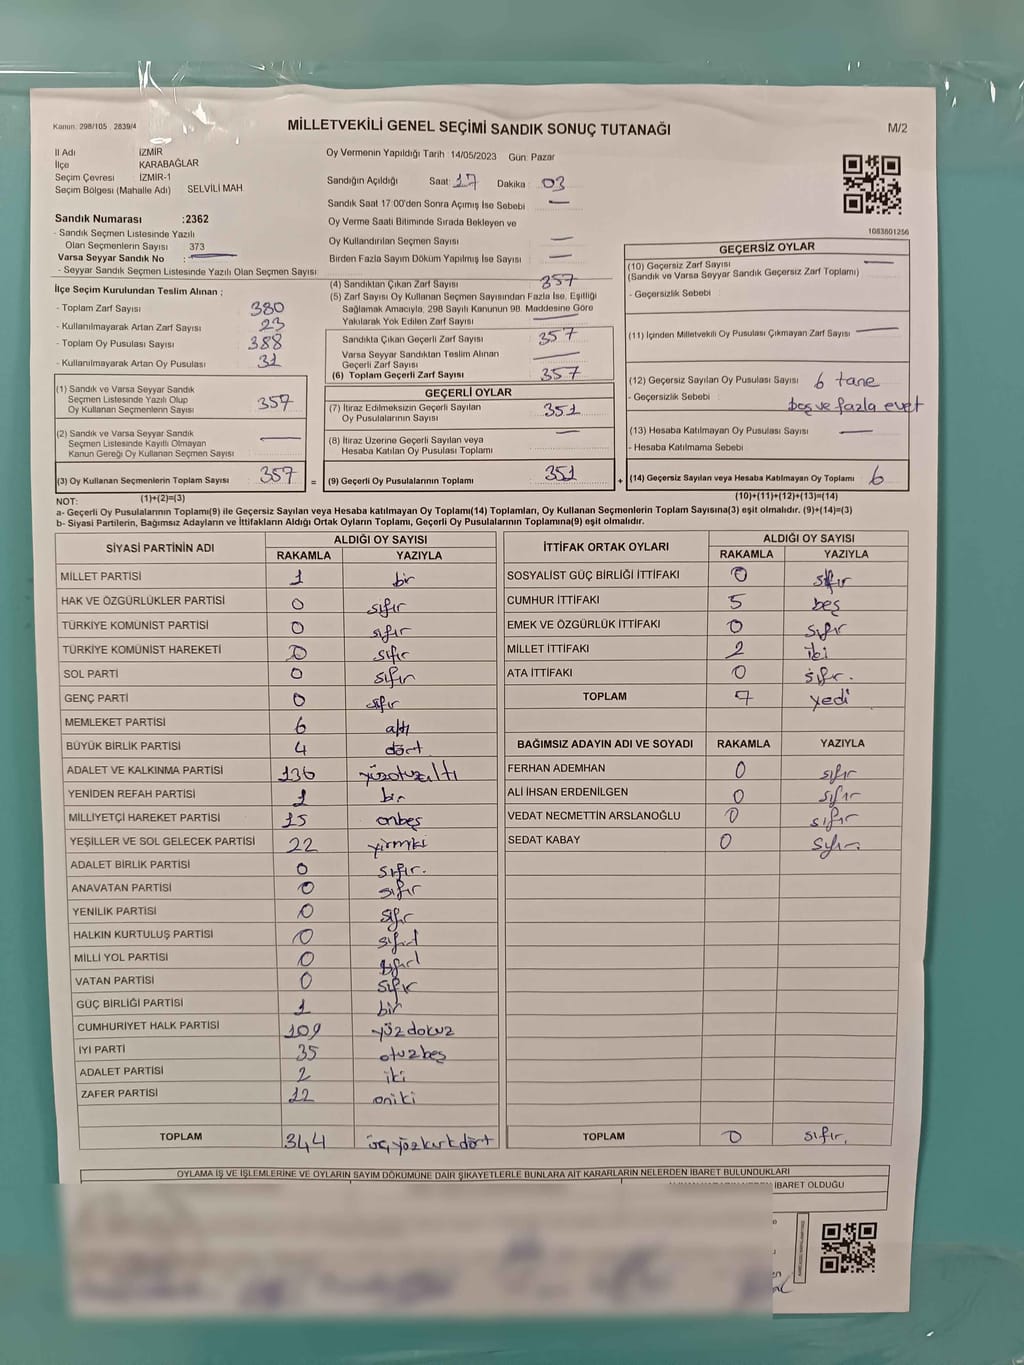 Kanun: 298/105 , 2839/4
MİLLETVEKİLİ GENEL SEÇİMİ SANDIK SONUÇ TUTANAĞI
M/2
İl Adı İZMİR
İlçe KARABAĞLAR
Seçim Çevresi İZMİR-1
Seçim Bölgesi (Mahalle Adı) SELVİLİ MAH
Sandık Numarası :2362
- Sandık Seçmen Listesinde Yazılı
Olan Seçmenlerin Sayısı 373
Varsa Seyyar Sandık No : —
- Seyyar Sandık Seçmen Listesinde Yazılı Olan Seçmen Sayısı:
İlçe Seçim Kurulundan Teslim Alınan ;
- Toplam Zarf Sayısı 380
- Kullanılmayarak Artan Zarf Sayısı 23
- Toplam Oy Pusulası Sayısı 388
- Kullanılmayarak Artan Oy Pusulası 31
(1) Sandık ve Varsa Seyyar Sandık
Seçmen Listesinde Yazılı Olup
Oy Kullanan Seçmenlerin Sayısı 357
(2) Sandık ve Varsa Seyyar Sandık
Seçmen Listesinde Kayıtlı Olmayan
Kanun Gereği Oy Kullanan Seçmen Sayısı —
(3) Oy Kullanan Seçmenlerin Toplam Sayısı 357
=
Oy Vermenin Yapıldığı Tarih : 14/05/2023 Gün: Pazar
Sandığın Açıldığı Saat: 17 Dakika 03
Sandık Saat 17:00'den Sonra Açımış İse Sebebi —
Oy Verme Saati Bitiminde Sırada Bekleyen ve
Oy Kullandırılan Seçmen Sayısı —
Birden Fazla Sayım Döküm Yapılmış İse Sayısı —
(4) Sandıktan Çıkan Zarf Sayısı 357
(5) Zarf Sayısı Oy Kullanan Seçmen Sayısından Fazla İse, Eşitliği
Sağlamak Amacıyla, 298 Sayılı Kanunun 98. Maddesine Göre
Yakılarak Yok Edilen Zarf Sayısı —
Sandıkta Çıkan Geçerli Zarf Sayısı 357
Varsa Seyyar Sandıktan Teslim Alınan
Geçerli Zarf Sayısı —
(6) Toplam Geçerli Zarf Sayısı 357
GEÇERLİ OYLAR
(7) İtiraz Edilmeksizin Geçerli Sayılan
Oy Pusulalarının Sayısı 351
(8) İtiraz Üzerine Geçerli Sayılan veya
Hesaba Katılan Oy Pusulası Toplamı —
(9) Geçerli Oy Pusulalarının Toplamı 351
+
1083801256
GEÇERSİZ OYLAR
(10) Geçersiz Zarf Sayısı —
(Sandık ve Varsa Seyyar Sandık Geçersiz Zarf Toplamı)
- Geçersizlik Sebebi
(11) İçinden Milletvekili Oy Pusulası Çıkmayan Zarf Sayısı —
(12) Geçersiz Sayılan Oy Pusulası Sayısı 6 tane
- Geçersizlik Sebebi boş ve fazla evet
(13) Hesaba Katılmayan Oy Pusulası Sayısı —
- Hesaba Katılmama Sebebi
(14) Geçersiz Sayılan veya Hesaba Katılmayan Oy Toplamı 6
NOT: (1)+(2)=(3) (10)+(11)+(12)+(13)=(14)
a- Geçerli Oy Pusulalarının Toplamı(9) ile Geçersiz Sayılan veya Hesaba katılmayan Oy Toplamı(14) Toplamları, Oy Kullanan Seçmenlerin Toplam Sayısına(3) eşit olmalıdır. (9)+(14)=(3)
b- Siyasi Partilerin, Bağımsız Adayların ve İttifakların Aldığı Ortak Oyların Toplamı, Geçerli Oy Pusulalarının Toplamına(9) eşit olmalıdır.
SİYASİ PARTİNİN ADI ALDIĞI OY SAYISI
RAKAMLA YAZIYLA
MİLLET PARTİSİ 1 bir
HAK VE ÖZGÜRLÜKLER PARTİSİ 0 sıfır
TÜRKİYE KOMÜNİST PARTİSİ 0 sıfır
TÜRKİYE KOMÜNİST HAREKETİ 0 sıfır
SOL PARTİ 0 sıfır
GENÇ PARTİ 0 sıfır
MEMLEKET PARTİSİ 6 altı
BÜYÜK BİRLİK PARTİSİ 4 dört
ADALET VE KALKINMA PARTİSİ 136 yüzotuzaltı
YENİDEN REFAH PARTİSİ 1 bir
MİLLİYETÇİ HAREKET PARTİSİ 15 onbeş
YEŞİLLER VE SOL GELECEK PARTİSİ 22 yirmiki
ADALET BİRLİK PARTİSİ 0 sıfır.
ANAVATAN PARTİSİ 0 sıfır
YENİLİK PARTİSİ 0 sıfır
HALKIN KURTULUŞ PARTİSİ 0 sıfır
MİLLİ YOL PARTİSİ 0 sıfır
VATAN PARTİSİ 0 sıfır
GÜÇ BİRLİĞİ PARTİSİ 1 bir
CUMHURİYET HALK PARTİSİ 109 yüzdokuz
İYİ PARTİ 35 otuzbeş
ADALET PARTİSİ 2 iki
ZAFER PARTİSİ 12 oniki
TOPLAM 344 üçyüzkırkdört
İTTİFAK ORTAK OYLARI ALDIĞI OY SAYISI
RAKAMLA YAZIYLA
SOSYALİST GÜÇ BİRLİĞİ İTTİFAKI 0 sıfır
CUMHUR İTTİFAKI 5 beş
EMEK VE ÖZGÜRLÜK İTTİFAKI 0 sıfır
MİLLET İTTİFAKI 2 iki
ATA İTTİFAKI 0 sıfır.
TOPLAM 7 yedi
BAĞIMSIZ ADAYIN ADI VE SOYADI RAKAMLA YAZIYLA
FERHAN ADEMHAN 0 sıfır
ALİ İHSAN ERDENİLGEN 0 sıfır
VEDAT NECMETTİN ARSLANOĞLU 0 sıfır
SEDAT KABAY 0 sıfır
TOPLAM 0 sıfır.
OYLAMA İŞ VE İŞLEMLERİNE VE OYLARIN SAYIM DÖKÜMÜNE DAİR ŞİKAYETLERLE BUNLARA AİT KARARLARIN NELERDEN İBARET BULUNDUKLARI
İBARET OLDUĞU